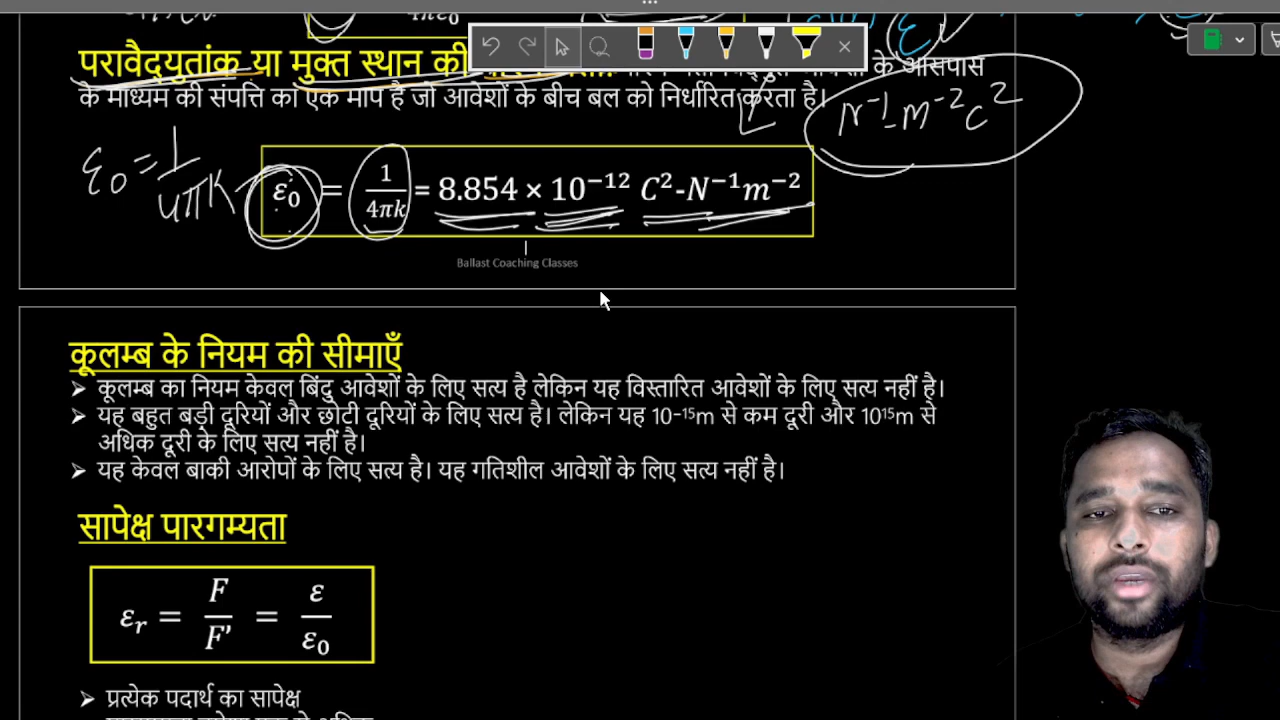 परावैद्युतांक या मुक्त स्थान की
के आसपास
के माध्यम की संपत्ति का एक माप है जो आवेशों के बीच बल को निर्धारित करता है।
N⁻¹-m⁻²C²
ε₀ = 1/4πK
ε₀ = 1/4πk = 8.854 × 10⁻¹² C²-N⁻¹m⁻²
Ballast Coaching Classes
कूलम्ब के नियम की सीमाएँ
➢ कूलम्ब का नियम केवल बिंदु आवेशों के लिए सत्य है लेकिन यह विस्तारित आवेशों के लिए सत्य नहीं है।
➢ यह बहुत बड़ी दूरियों और छोटी दूरियों के लिए सत्य है। लेकिन यह 10⁻¹⁵m से कम दूरी और 10¹⁵m से
अधिक दूरी के लिए सत्य नहीं है।
➢ यह केवल बाकी आरोपों के लिए सत्य है। यह गतिशील आवेशों के लिए सत्य नहीं है।
सापेक्ष पारगम्यता
εᵣ = F/F' = ε/ε₀
➢ प्रत्येक पदार्थ का सापेक्ष